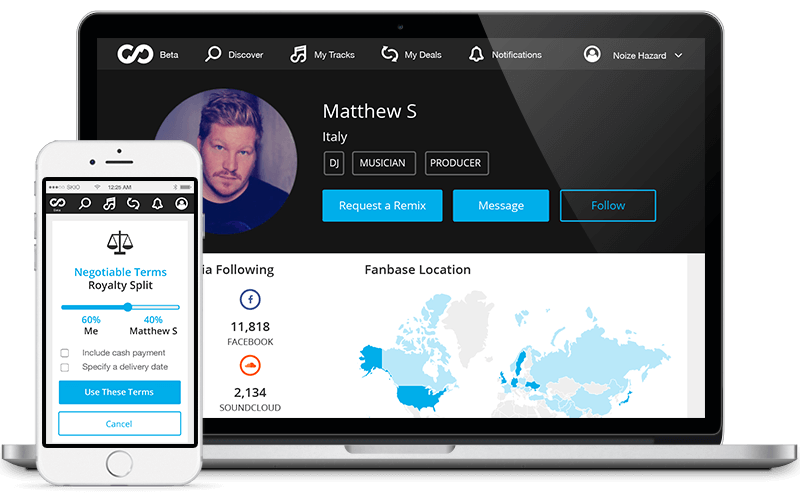 Beta
Discover
My Tracks
My Deals
Notifications
Noize Hazard
Matthew S
Italy
DJ
MUSICIAN
PRODUCER
Request a Remix
Message
Follow
ia Following
Fanbase Location
11,818
FACEBOOK
2,134
SOUNDCLOUD
SKIO
12:25 AM
Beta
Negotiable Terms
Royalty Split
60%
40%
Me
Matthew S
Include cash payment
Specify a delivery date
Use These Terms
Cancel